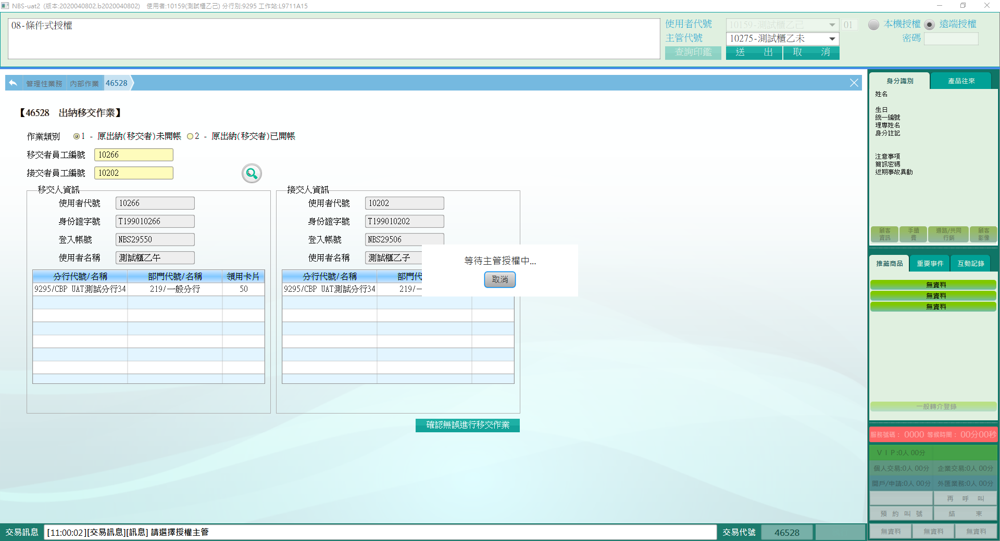 NBS-uat2 (版本:2020040802.b2020040802) 使用者:10159(測試櫃乙己) 分行別:9295 工作站:L9711A15
08-條件式授權
使用者代號 10159-測試櫃乙己 01 本機授權 遠端授權
主管代號 10275-測試櫃乙未 密碼
查詢印鑑 送 出 取 消
管理性業務 內部作業 46528
【46528 出納移交作業】
作業類別 1 - 原出納(移交者)未開帳 2 - 原出納(移交者)已開帳
移交者員工編號 10266
接交者員工編號 10202
移交人資訊
使用者代號 10266
身份證字號 T199010266
登入帳號 NBS29550
使用者名稱 測試櫃乙午
分行代號/名稱 部門代號/名稱 領用卡片
9295/CBP UAT測試分行34 219/一般分行 50
接交人資訊
使用者代號 10202
身份證字號 T199010202
登入帳號 NBS29506
使用者名稱 測試櫃乙子
分行代號/名稱 部門代
9295/CBP UAT測試分行34 219/一
等待主管授權中...
取消
確認無誤進行移交作業
身分識別 產品往來
姓名
生日
統一編號
理專姓名
身分註記
注意事項
簡訊密碼
近期事故異動
顧客資訊 手續費 通路/共同行銷 顧客影像
推薦商品 重要事件 互動記錄
無資料
無資料
無資料
一般轉介登錄
服務號碼： 0000 等候時間： 00分00秒
ＶＩＰ:0人 00分
個人交易:0人 00分 企業交易:0人 00分
開戶/申請:0人 00分 外匯業務:0人 00分
再 呼 叫
預 約 叫 號 結 束
無資料 無資料 無資料
交易訊息 [11:00:02][交易訊息][訊息] 請選擇授權主管 交易代號 46528